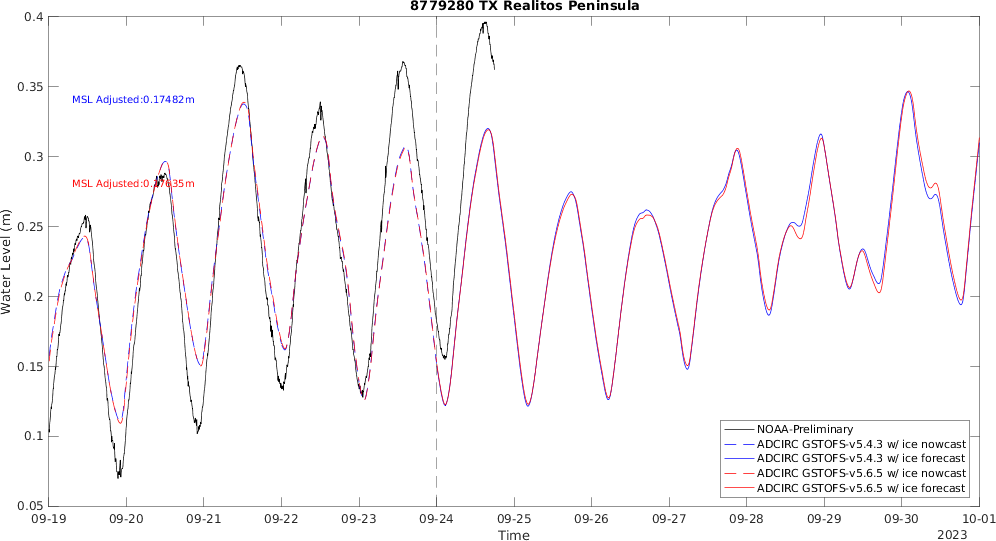 8779280 TX Realitos Peninsula
0.4
0.35
0.3
0.25
0.2
0.15
0.1
0.05
Water Level (m)
MSL Adjusted:0.17482m
MSL Adjusted:0.17635m
NOAA-Preliminary
ADCIRC GSTOFS-v5.4.3 w/ ice nowcast
ADCIRC GSTOFS-v5.4.3 w/ ice forecast
ADCIRC GSTOFS-v5.6.5 w/ ice nowcast
ADCIRC GSTOFS-v5.6.5 w/ ice forecast
09-19 09-20 09-21 09-22 09-23 09-24 09-25 09-26 09-27 09-28 09-29 09-30 10-01
Time
2023